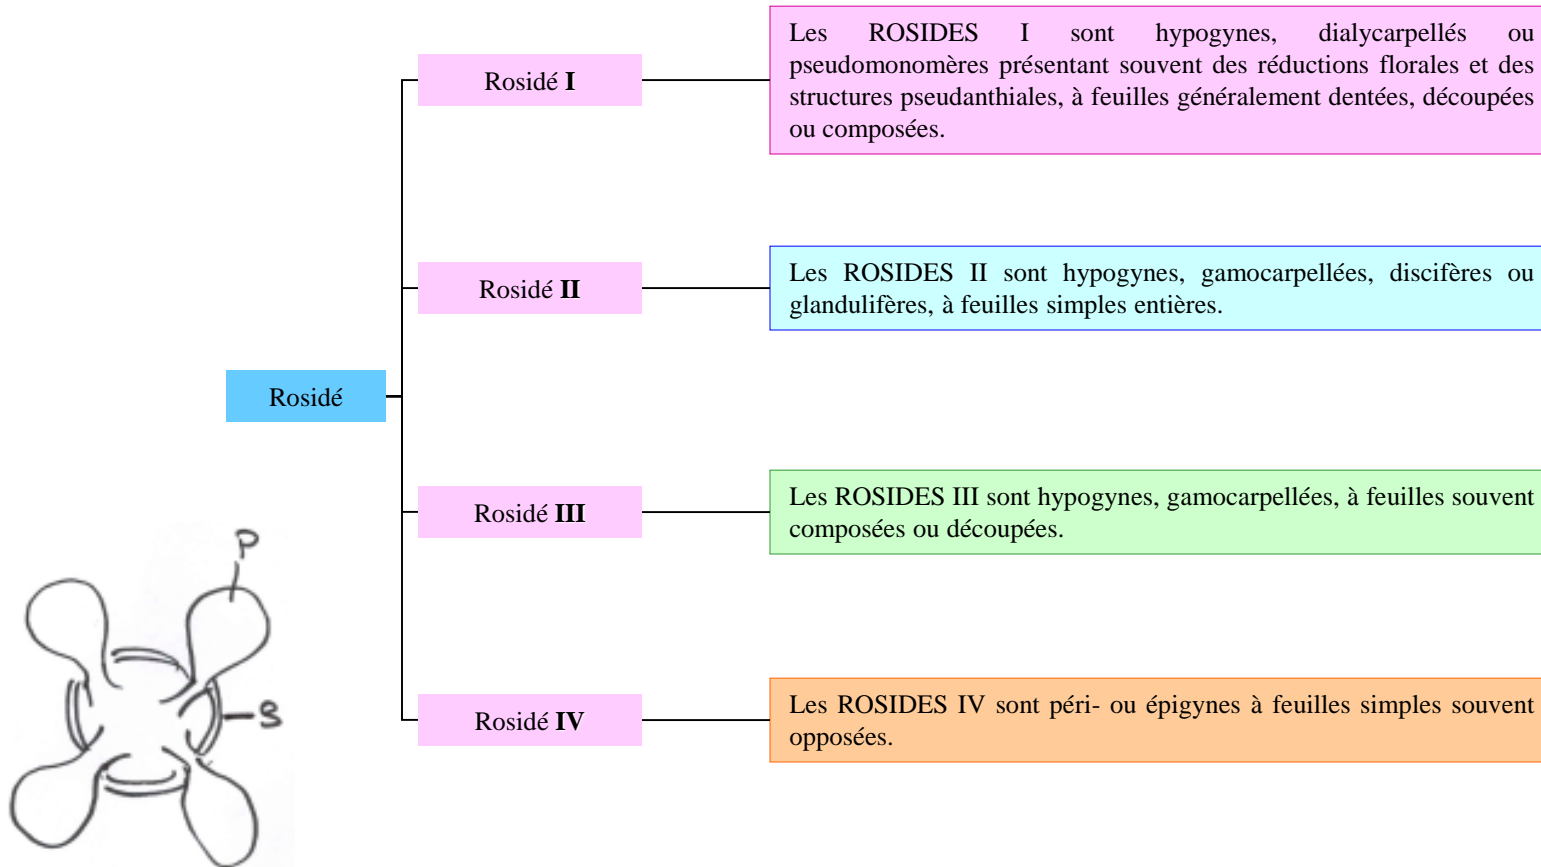 Rosidé
Rosidé I
Les ROSIDES I sont hypogynes, dialycarpellés ou
pseudomonomères présentant souvent des réductions florales et des
structures pseudanthiales, à feuilles généralement dentées, découpées
ou composées.
Rosidé II
Les ROSIDES II sont hypogynes, gamocarpellées, discifères ou
glandulifères, à feuilles simples entières.
Rosidé III
Les ROSIDES III sont hypogynes, gamocarpellées, à feuilles souvent
composées ou découpées.
Rosidé IV
Les ROSIDES IV sont péri- ou épigynes à feuilles simples souvent
opposées.
P
S